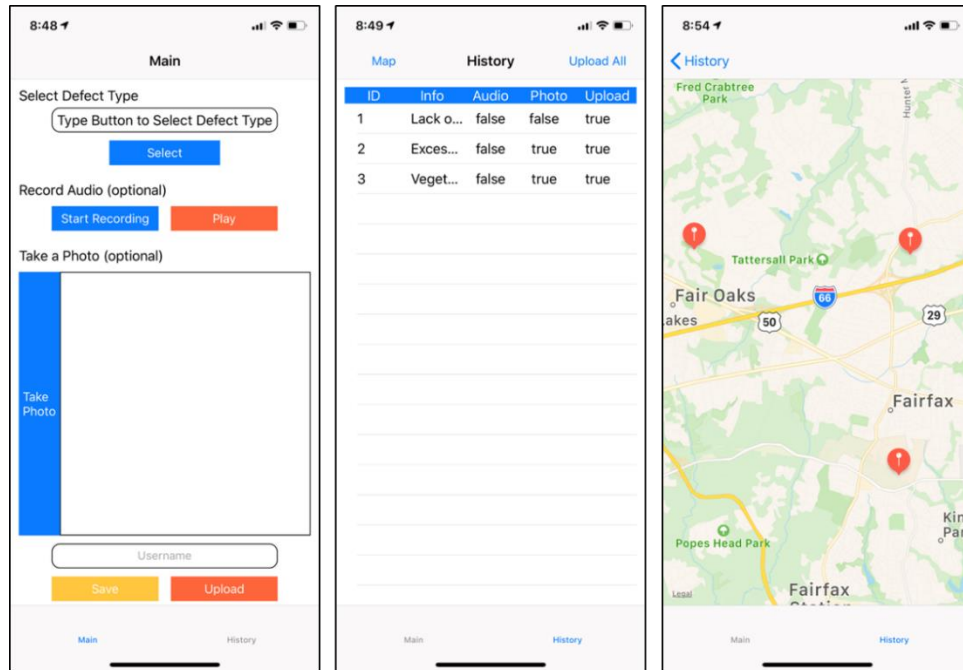 8:48
Main
Select Defect Type
Type Button to Select Defect Type
Select
Record Audio (optional)
Start Recording Play
Take a Photo (optional)
Take
Photo
Username
Save Upload
Main History
8:49
Map History Upload All
ID Info Audio Photo Upload
1 Lack o... false false true
2 Exces... false true true
3 Veget... false true true
Main History
8:54
History
Fred Crabtree
Park
Hunter
Tattersall Park
Fair Oaks
akes
66
50
29
Fairfax
Kin
Par
Popes Head Park
Legal
Fairfax
Station
Main History